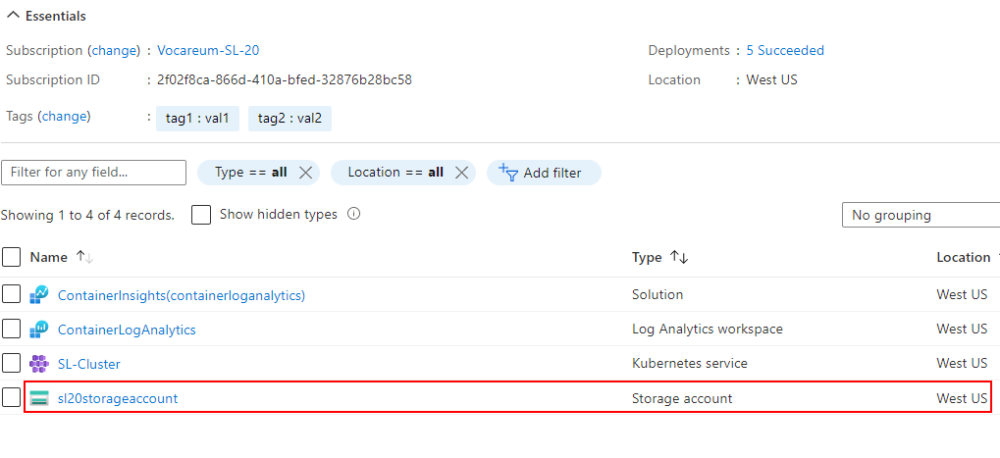 Essentials
Subscription (change) : Vocareum-SL-20 Deployments : 5 Succeeded
Subscription ID : 2f02f8ca-866d-410a-bfed-32876b28bc58 Location : West US
Tags (change) : tag1 : val1 tag2 : val2
Filter for any field... Type == all Location == all Add filter
Showing 1 to 4 of 4 records. Show hidden types No grouping
Name Type Location
ContainerInsights(containerloganalytics) Solution West US
ContainerLogAnalytics Log Analytics workspace West US
SL-Cluster Kubernetes service West US
sl20storageaccount Storage account West US